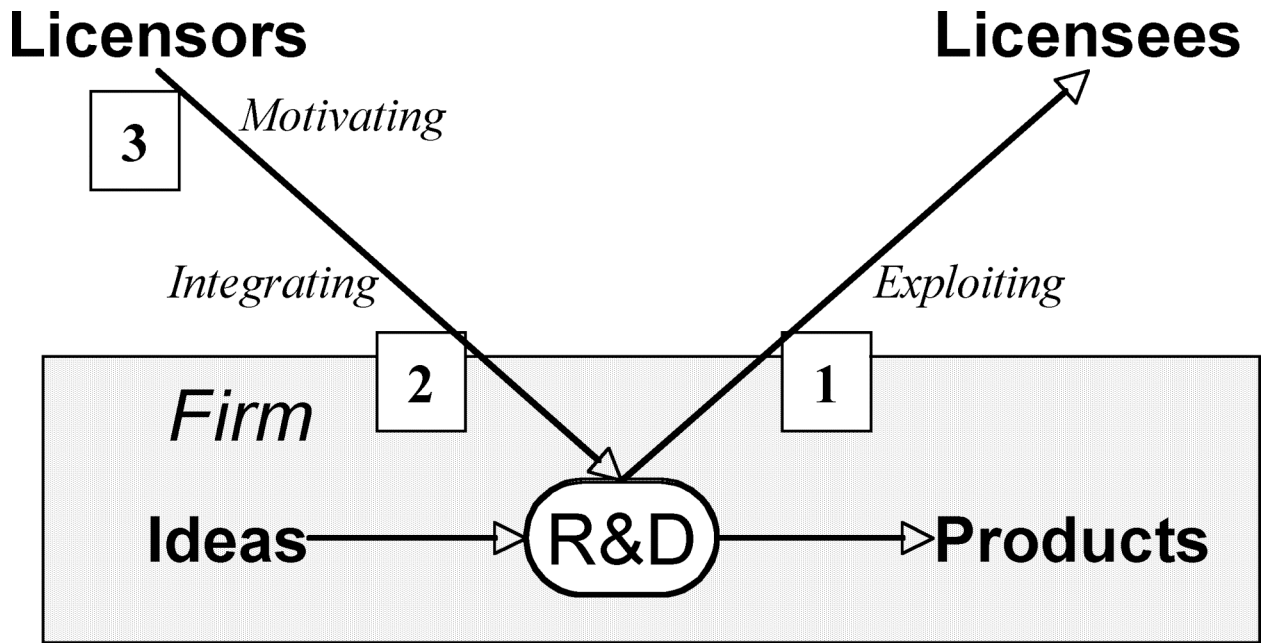 Licensors
Licensees
3
Motivating
Integrating
Exploiting
2
1
Firm
Ideas
R&D
Products